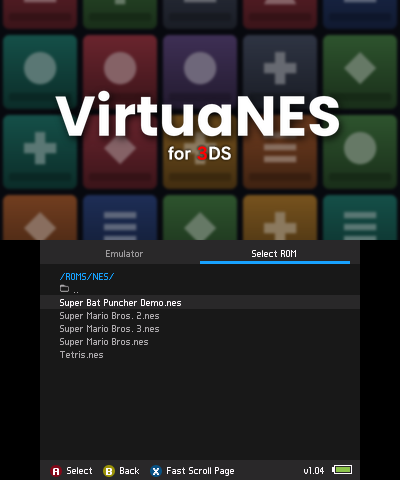 VirtuaNES
for 3DS
Emulator
Select ROM
/ROMS/NES/
..
Super Bat Puncher Demo.nes
Super Mario Bros. 2.nes
Super Mario Bros. 3.nes
Super Mario Bros.nes
Tetris.nes
A Select B Back X Fast Scroll Page v1.04